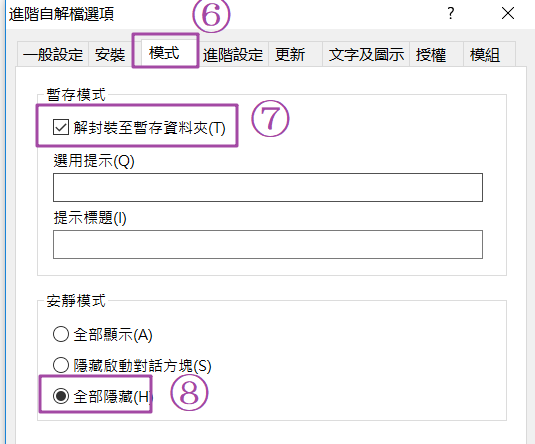 進階自解檔選項 ⑥ ?
一般設定 安裝 模式 進階設定 更新 文字及圖示 授權 模組
暫存模式
解封裝至暫存資料夾(T) ⑦
選用提示(Q)
提示標題(I)
安靜模式
全部顯示(A)
隱藏啟動對話方塊(S)
全部隱藏(H) ⑧